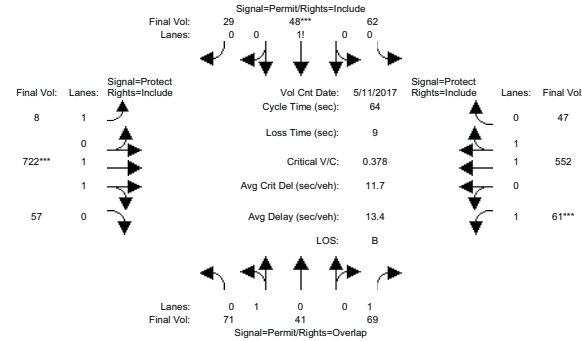 Signal=Permit/Rights=Include
Final Vol: 29 48*** 62
Lanes: 0 0 1! 0 0
Signal=Protect
Final Vol: Lanes: Rights=Include
Vol Cnt Date: 5/11/2017
Signal=Protect
Rights=Include Lanes: Final Vol:
Cycle Time (sec): 64
8 1
0 47
Loss Time (sec): 9
0
1
722*** 1
Critical V/C: 0.378
1 552
1
Avg Crit Del (sec/veh): 11.7
0
57 0
Avg Delay (sec/veh): 13.4
1 61***
LOS: B
Lanes: 0 1 0 0 1
Final Vol: 71 41 69
Signal=Permit/Rights=Overlap